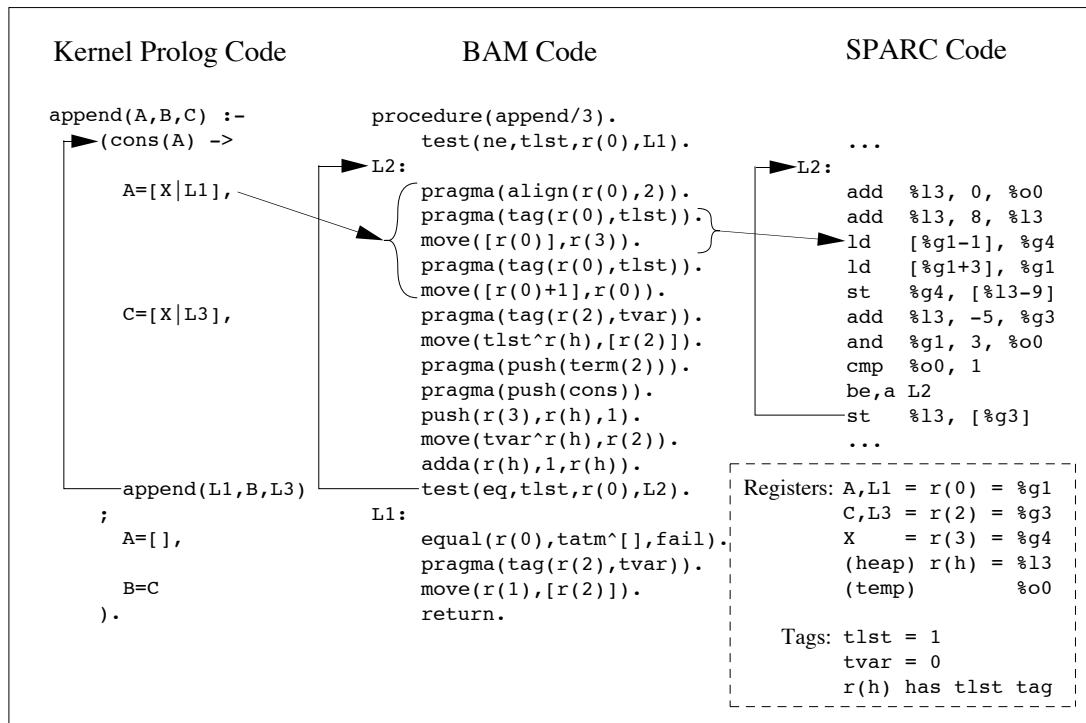 Kernel Prolog Code
append(A,B,C) :-
(cons(A) ->
A=[X|L1],
C=[X|L3],
append(L1,B,L3)
;
A=[],
B=C
).
BAM Code
procedure(append/3).
test(ne,tlst,r(0),L1).
L2:
pragma(align(r(0),2)).
pragma(tag(r(0),tlst)).
move([r(0)],r(3)).
pragma(tag(r(0),tlst)).
move([r(0)+1],r(0)).
pragma(tag(r(2),tvar)).
move(tlst^r(h),[r(2)]).
pragma(push(term(2))).
pragma(push(cons)).
push(r(3),r(h),1).
move(tvar^r(h),r(2)).
adda(r(h),1,r(h)).
test(eq,tlst,r(0),L2).
L1:
equal(r(0),tatm^[],fail).
pragma(tag(r(2),tvar)).
move(r(1),[r(2)]).
return.
SPARC Code
...
L2:
add %l3, 0, %o0
add %l3, 8, %l3
ld [%g1-1], %g4
ld [%g1+3], %g1
st %g4, [%l3-9]
add %l3, -5, %g3
and %g1, 3, %o0
cmp %o0, 1
be,a L2
st %l3, [%g3]
...
Registers: A,L1 = r(0) = %g1
C,L3 = r(2) = %g3
X = r(3) = %g4
(heap) r(h) = %l3
(temp) %o0
Tags: tlst = 1
tvar = 0
r(h) has tlst tag